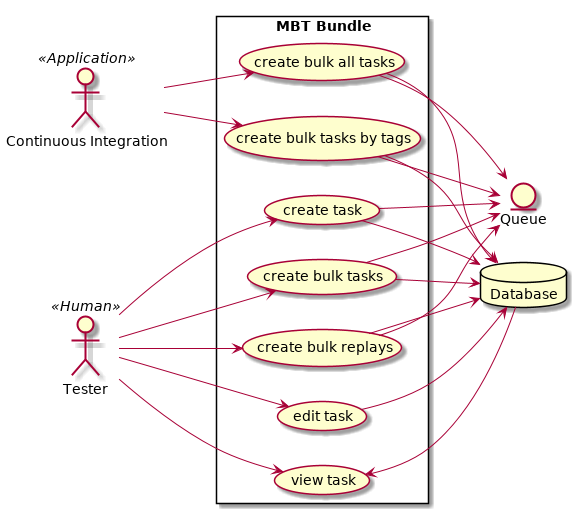 MBT Bundle
«Application»
Continuous Integration
create bulk all tasks
create bulk tasks by tags
create task
create bulk tasks
create bulk replays
edit task
view task
«Human»
Tester
Queue
Database